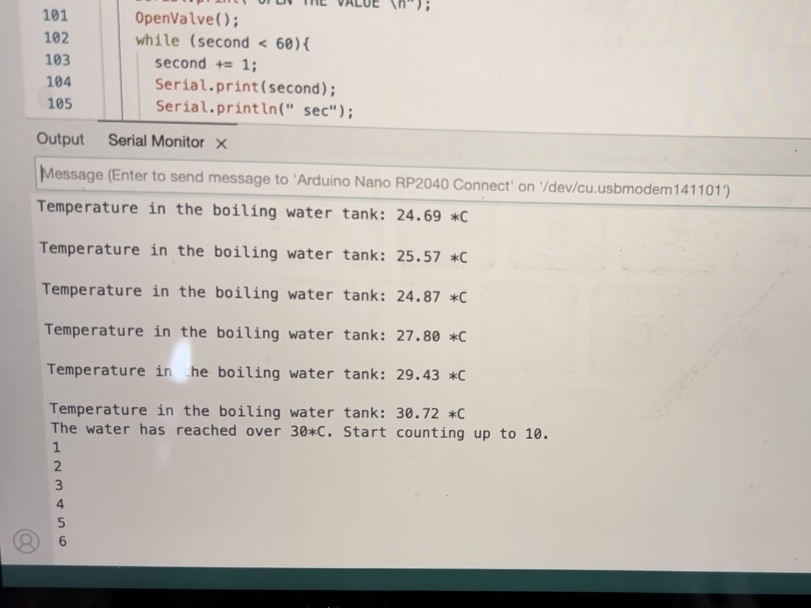 Serial.print( OPEN THE VALUE \n");
101 OpenValve();
102 while (second < 60){
103 second += 1;
104 Serial.print(second);
105 Serial.println(" sec");
Output Serial Monitor ×
Message (Enter to send message to 'Arduino Nano RP2040 Connect' on '/dev/cu.usbmodem141101')
Temperature in the boiling water tank: 24.69 *C
Temperature in the boiling water tank: 25.57 *C
Temperature in the boiling water tank: 24.87 *C
Temperature in the boiling water tank: 27.80 *C
Temperature in the boiling water tank: 29.43 *C
Temperature in the boiling water tank: 30.72 *C
The water has reached over 30*C. Start counting up to 10.
1
2
3
4
5
6